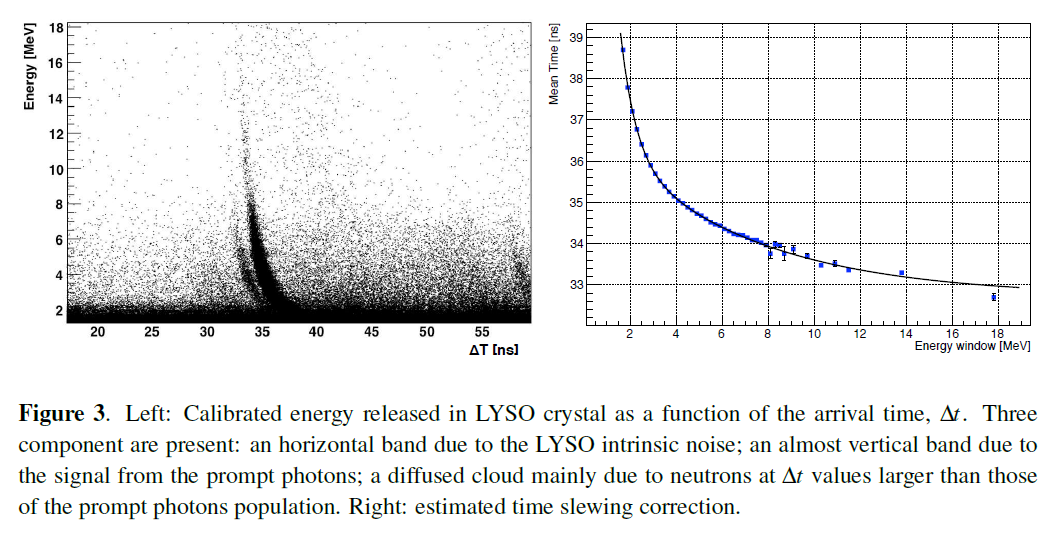 Energy [MeV]
18
16
14
12
10
8
6
4
2
20 25 30 35 40 45 50 55
ΔT [ns]
Mean Time [ns]
39
38
37
36
35
34
33
2 4 6 8 10 12 14 16 18
Energy window [MeV]
Figure 3. Left: Calibrated energy released in LYSO crystal as a function of the arrival time, Δt. Three
component are present: an horizontal band due to the LYSO intrinsic noise; an almost vertical band due to
the signal from the prompt photons; a diffused cloud mainly due to neutrons at Δt values larger than those
of the prompt photons population. Right: estimated time slewing correction.